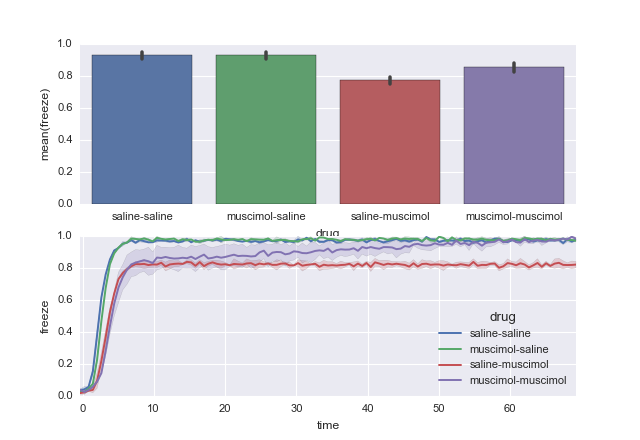 mean(freeze)
1.0
0.8
0.6
0.4
0.2
0.0
saline-saline muscimol-saline saline-muscimol muscimol-muscimol
drug
freeze
1.0
0.8
0.6
0.4
0.2
0.0
drug
saline-saline
muscimol-saline
saline-muscimol
muscimol-muscimol
0 10 20 30 40 50 60
time